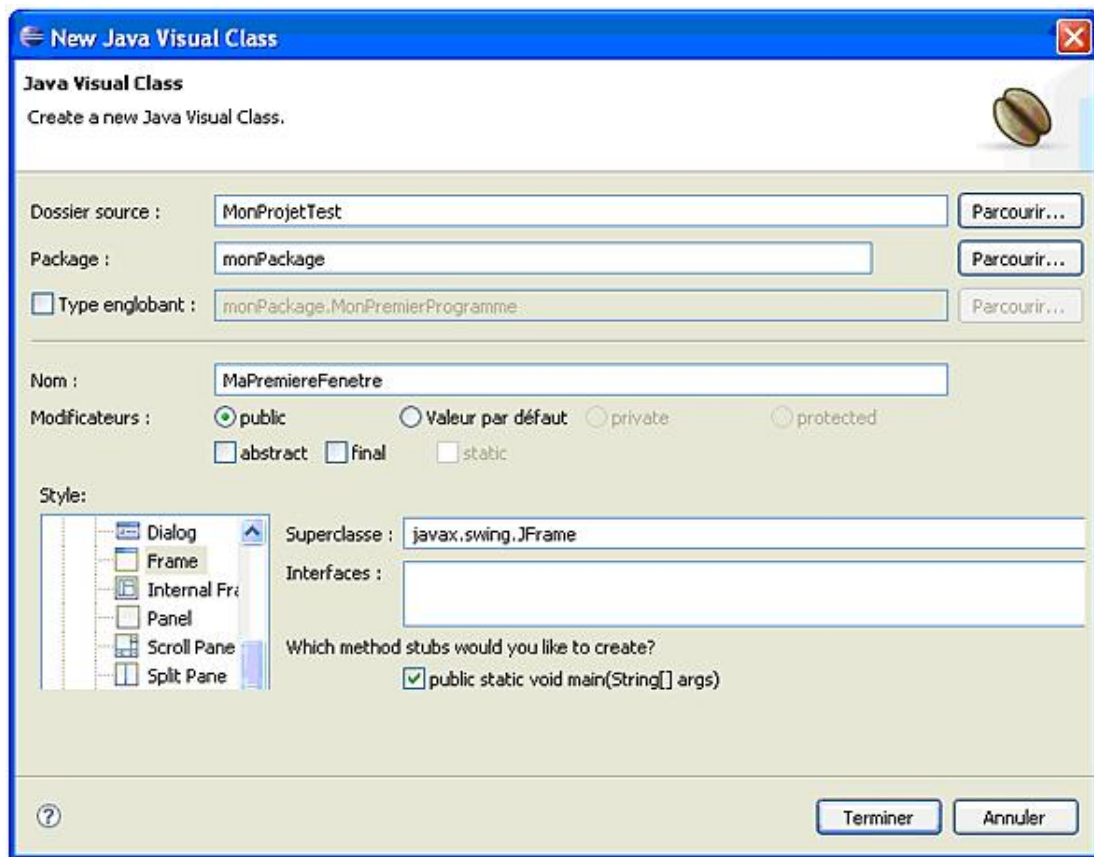 New Java Visual Class
Java Visual Class
Create a new Java Visual Class.
Dossier source : MonProjetTest Parcourir...
Package : monPackage Parcourir...
Type englobant : monPackage.MonPremierProgramme Parcourir...
Nom : MaPremiereFenetre
Modificateurs : public Valeur par défaut private protected
abstract final static
Style:
Dialog
Frame
Internal Fra
Panel
Scroll Pane
Split Pane
Superclasse : javax.swing.JFrame
Interfaces :
Which method stubs would you like to create?
public static void main(String[] args)
? Terminer Annuler